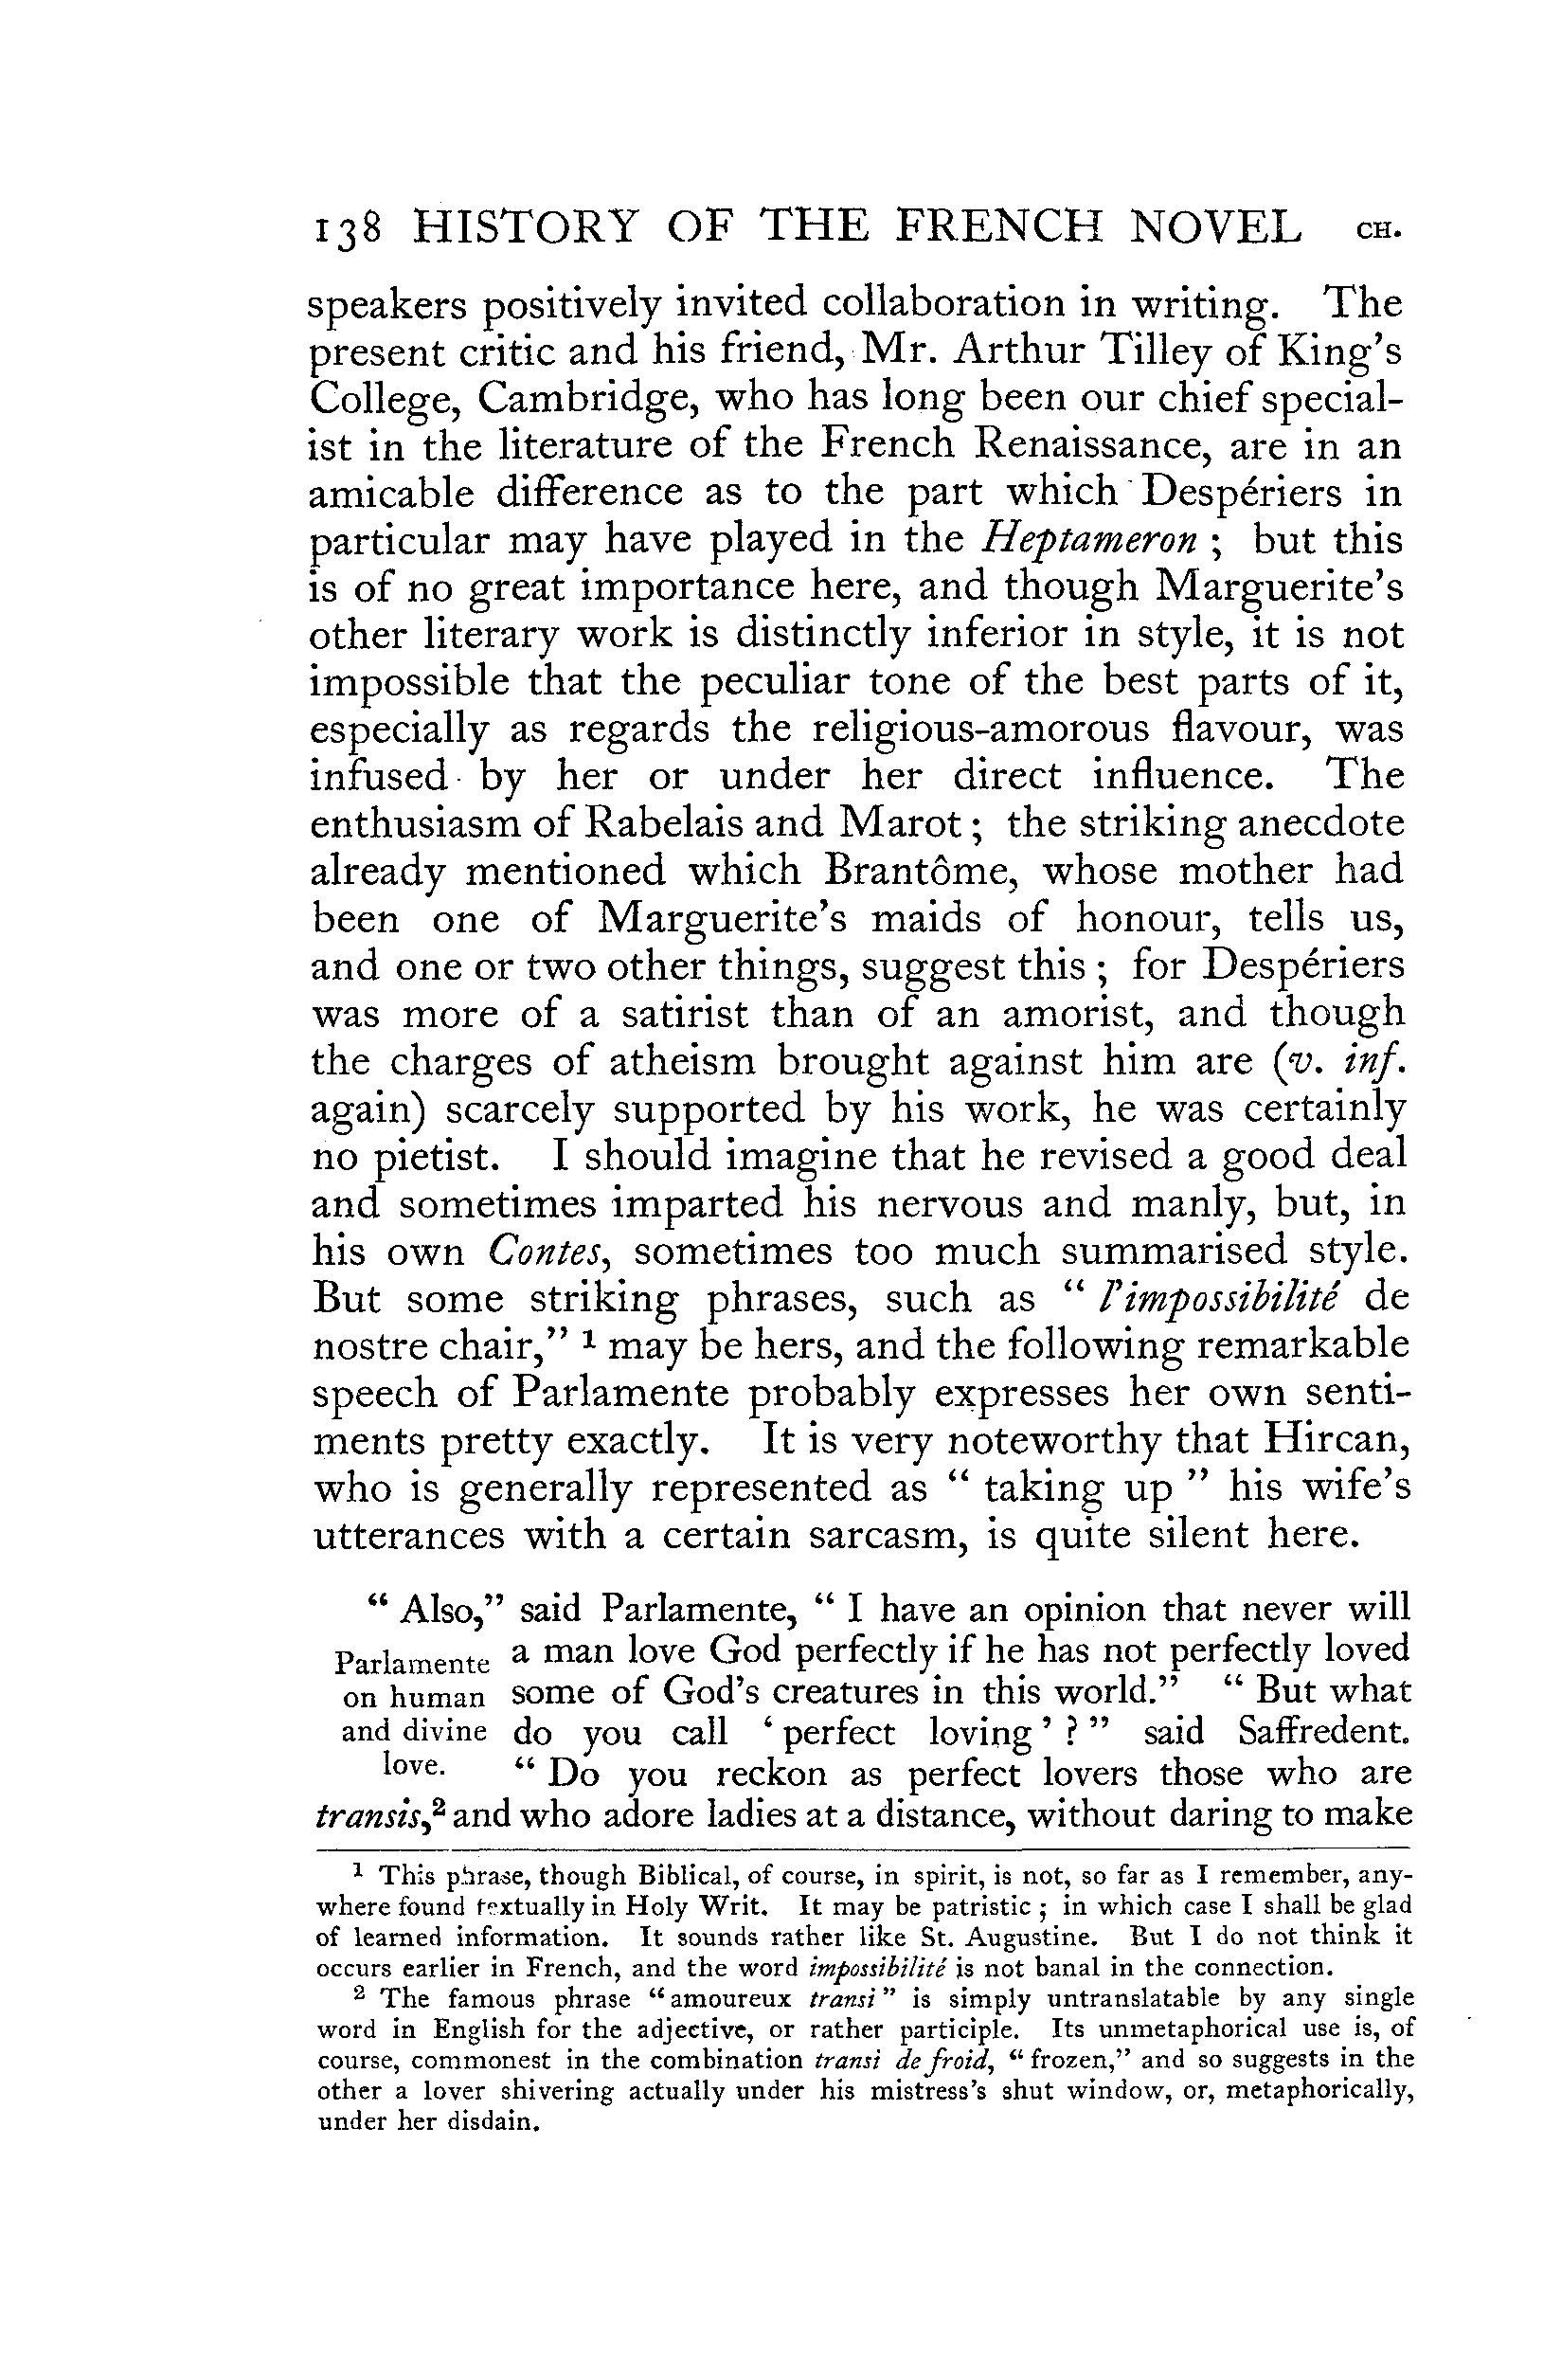 138 HISTORY OF THE FRENCH NOVEL CH.
speakers positively invited collaboration in writing. The
present critic and his friend, Mr. Arthur Tilley of King's
College, Cambridge, who has long been our chief special-
ist in the literature of the French Renaissance, are in an
amicable difference as to the part which Despériers in
particular may have played in the Heptameron ; but this
is of no great importance here, and though Marguerite's
other literary work is distinctly inferior in style, it is not
impossible that the peculiar tone of the best parts of it,
especially as regards the religious-amorous flavour, was
infused by her or under her direct influence. The
enthusiasm of Rabelais and Marot ; the striking anecdote
already mentioned which Brantôme, whose mother had
been one of Marguerite's maids of honour, tells us,
and one or two other things, suggest this ; for Despériers
was more of a satirist than of an amorist, and though
the charges of atheism brought against him are (v. inf.
again) scarcely supported by his work, he was certainly
no pietist. I should imagine that he revised a good deal
and sometimes imparted his nervous and manly, but, in
his own Contes, sometimes too much summarised style.
But some striking phrases, such as " l'impossibilité de
nostre chair," 1 may be hers, and the following remarkable
speech of Parlamente probably expresses her own senti-
ments pretty exactly. It is very noteworthy that Hircan,
who is generally represented as " taking up " his wife's
utterances with a certain sarcasm, is quite silent here.
" Also," said Parlamente, " I have an opinion that never will
a man love God perfectly if he has not perfectly loved
some of God's creatures in this world." " But what
do you call ' perfect loving ' ? " said Saffredent.
" Do you reckon as perfect lovers those who are
transis,2 and who adore ladies at a distance, without daring to make
Parlamente
on human
and divine
love.
1 This phrase, though Biblical, of course, in spirit, is not, so far as I remember, any-
where found textually in Holy Writ. It may be patristic ; in which case I shall be glad
of learned information. It sounds rather like St. Augustine. But I do not think it
occurs earlier in French, and the word impossibilité is not banal in the connection.
2 The famous phrase " amoureux transi " is simply untranslatable by any single
word in English for the adjective, or rather participle. Its unmetaphorical use is, of
course, commonest in the combination transi de froid, " frozen," and so suggests in the
other a lover shivering actually under his mistress's shut window, or, metaphorically,
under her disdain.